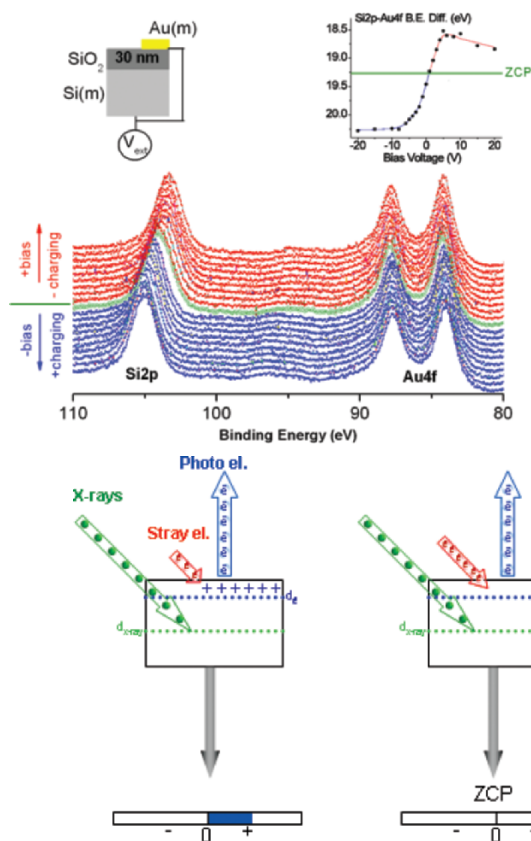 Au(m)
SiO2
30 nm
Si(m)
Vext
Si2p-Au4f B.E. Diff. (eV)
18.5
19.0
19.5
20.0
ZCP
-20 -10 0 10 20
Bias Voltage (V)
+bias
- charging
-bias
+charging
Si2p
Au4f
110 100 90 80
Binding Energy (eV)
Photo el.
X-rays
Stray el.
+ + + + + +
dx-ray
dx-ray
ZCP
- 0 +
- 0